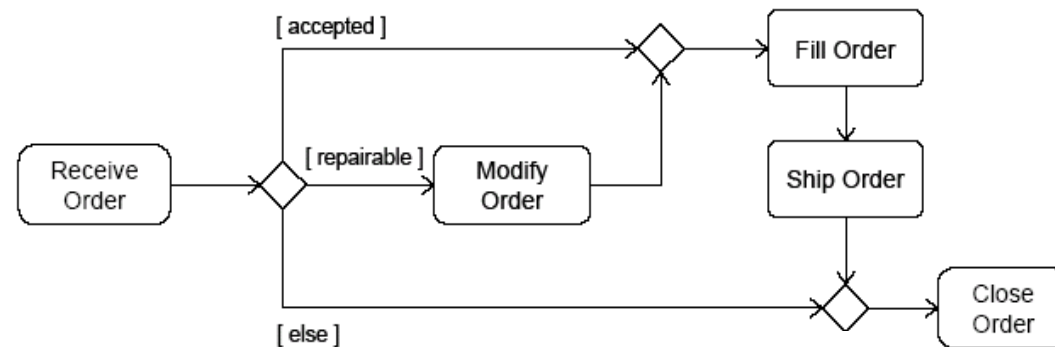 [ accepted ]
Fill Order
[ repairable ]
Receive
Order
Modify
Order
Ship Order
Close
Order
[ else ]